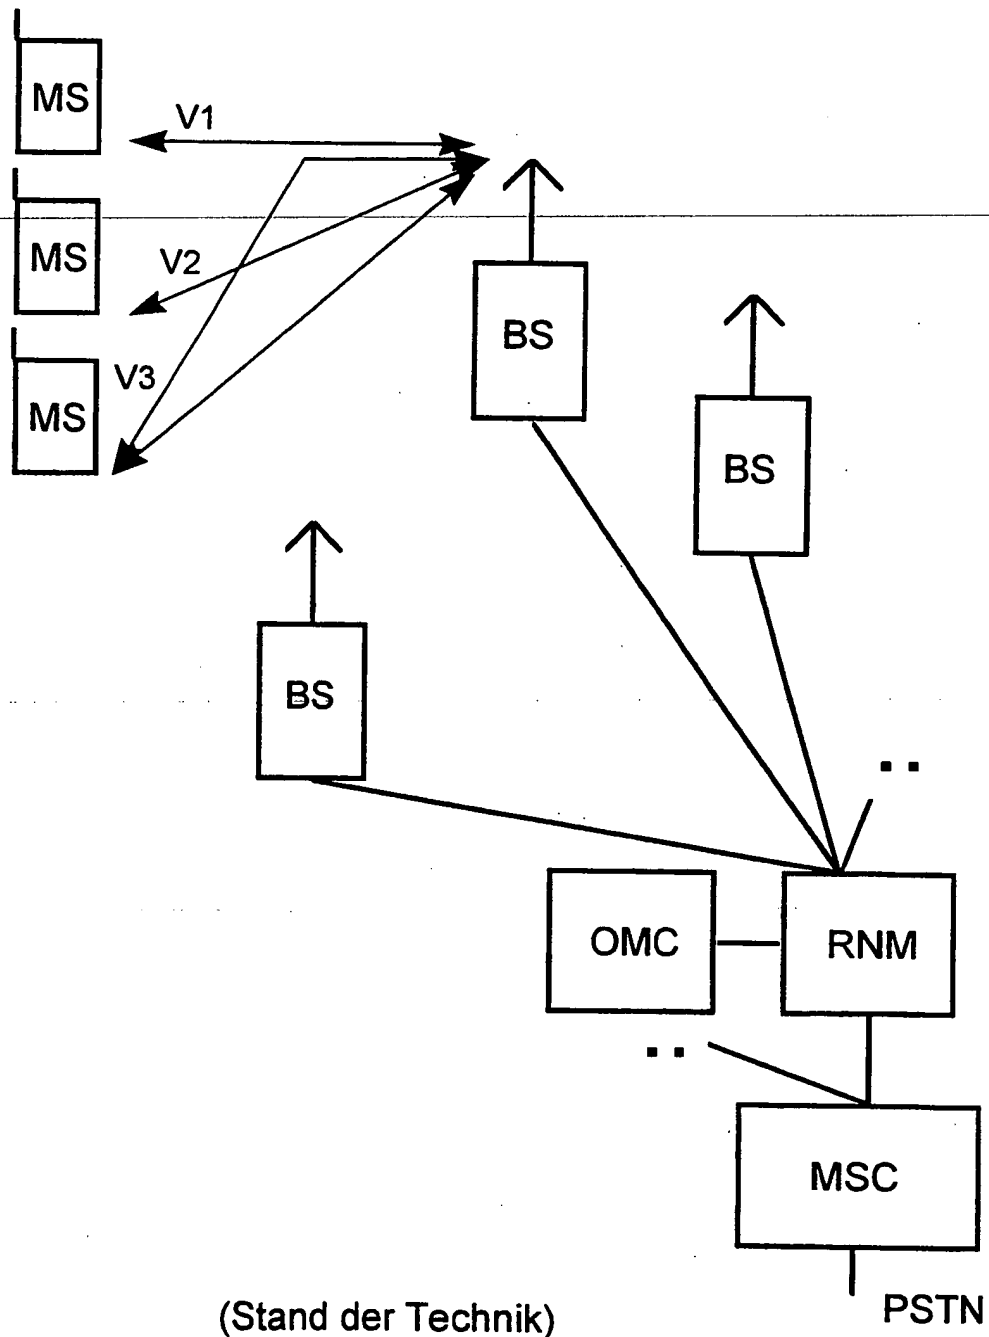 MS
V1
MS
V2
BS
MS
V3
BS
BS
. .
OMC
RNM
. .
MSC
PSTN
(Stand der Technik)